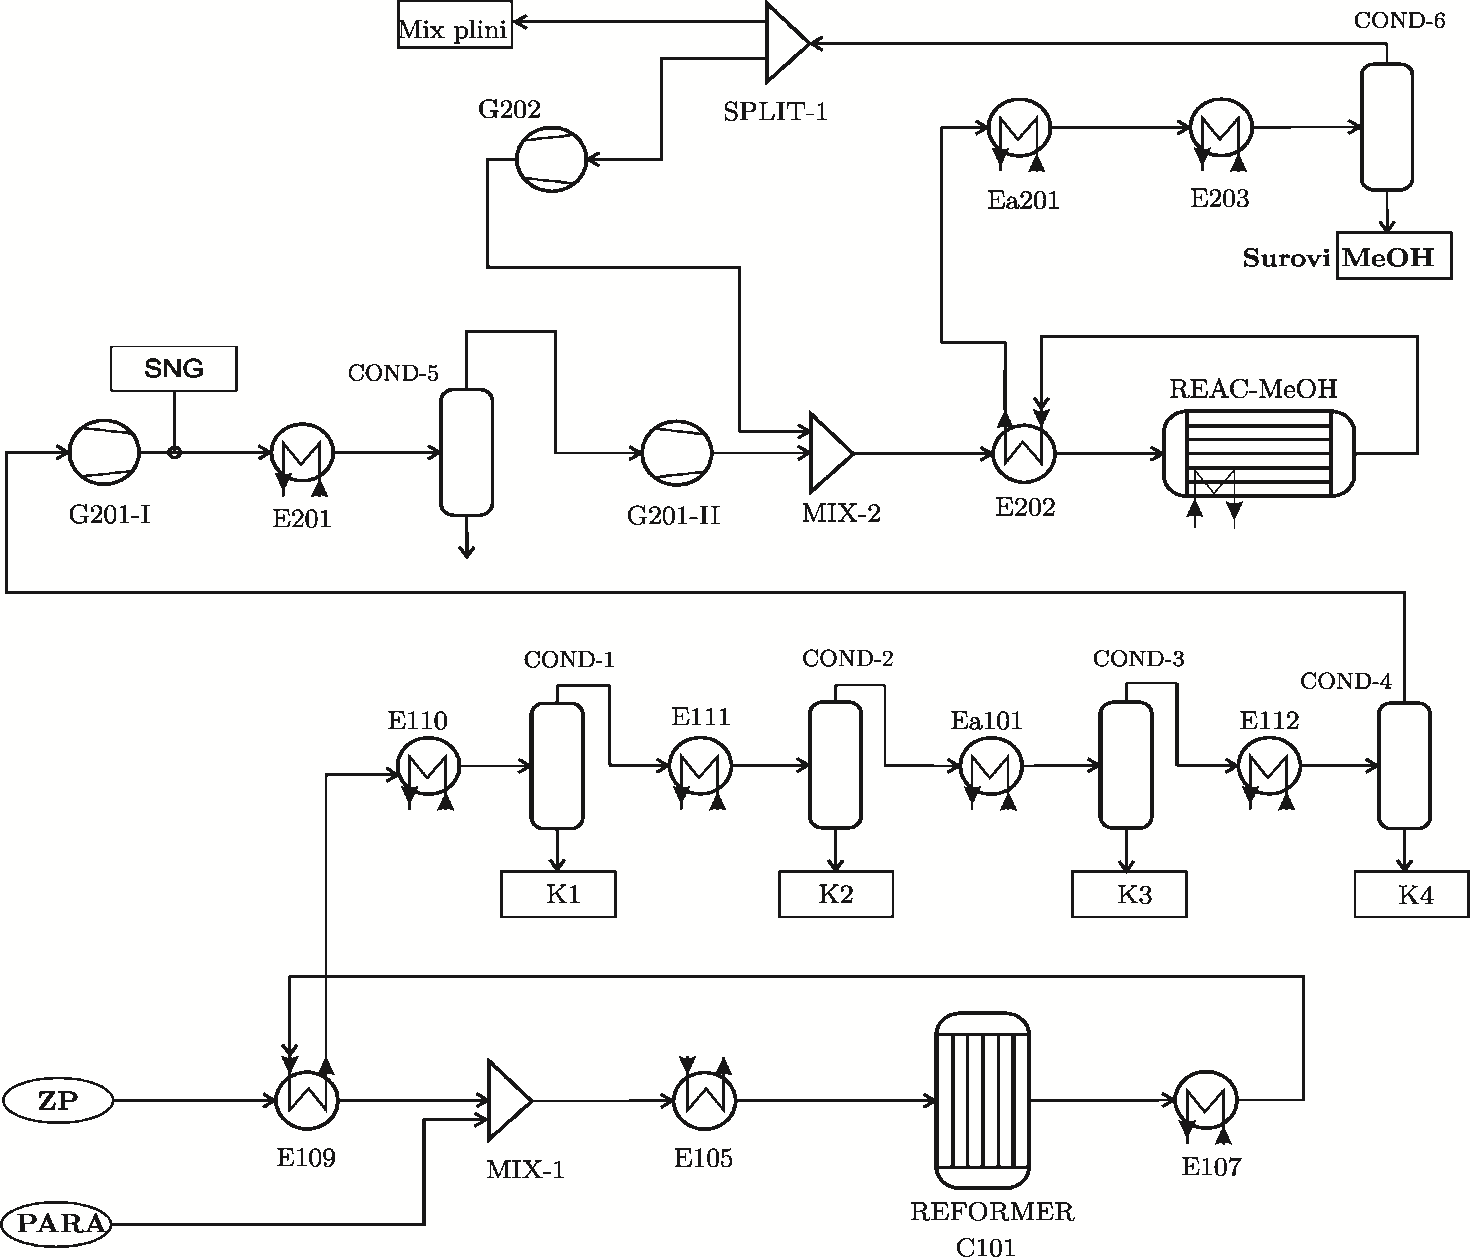 COND-6
Mix plini
G202
SPLIT-1
Ea201
E203
Surovi MeOH
SNG
COND-5
REAC-MeOH
G201-I
E201
G201-II
MIX-2
E202
COND-1
COND-2
COND-3
COND-4
E110
E111
Ea101
E112
K1
K2
K3
K4
ZP
E109
MIX-1
E105
E107
PARA
REFORMER
C101